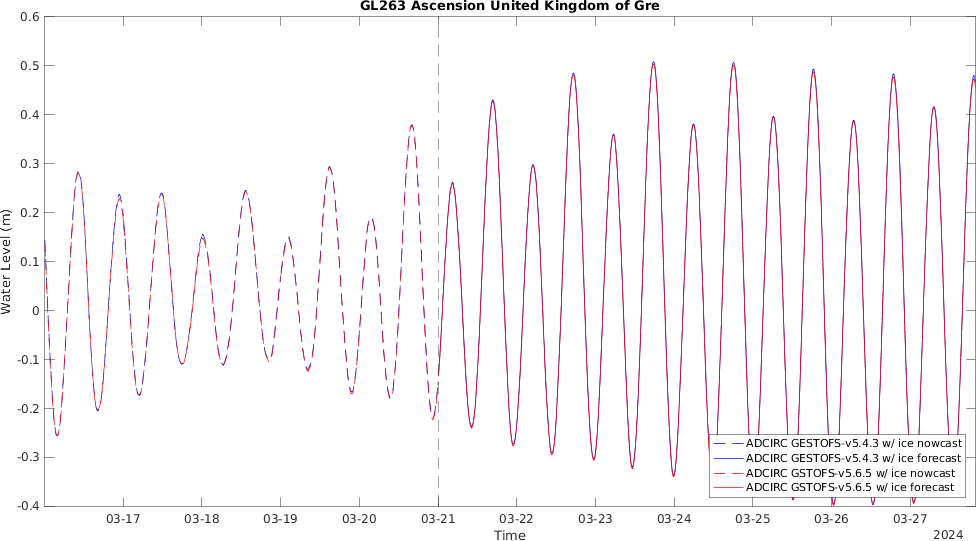 GL263 Ascension United Kingdom of Gre
0.6
0.5
0.4
0.3
0.2
0.1
0
-0.1
-0.2
-0.3
-0.4
Water Level (m)
ADCIRC GESTOFS-v5.4.3 w/ ice nowcast
ADCIRC GESTOFS-v5.4.3 w/ ice forecast
ADCIRC GSTOFS-v5.6.5 w/ ice nowcast
ADCIRC GSTOFS-v5.6.5 w/ ice forecast
03-17 03-18 03-19 03-20 03-21 03-22 03-23 03-24 03-25 03-26 03-27
Time
2024